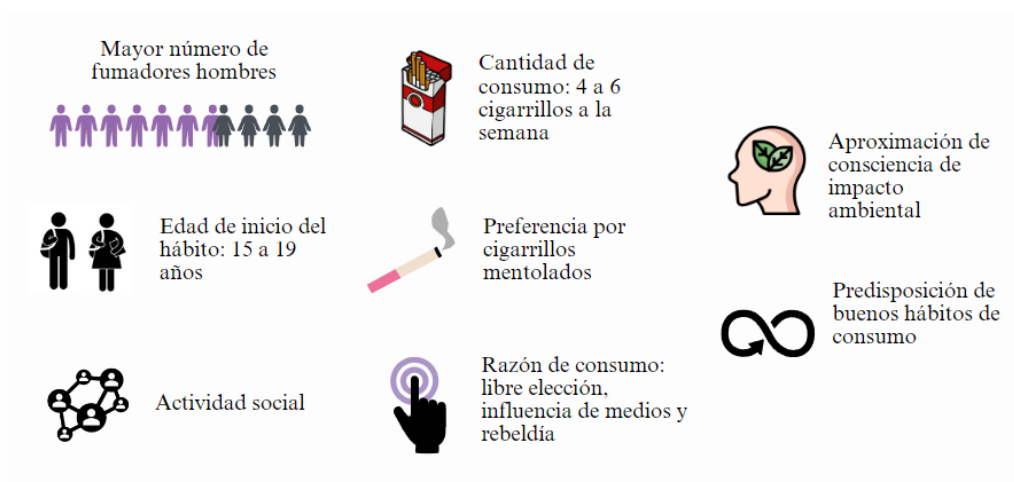 Mayor número de
fumadores hombres
Edad de inicio del
hábito: 15 a 19
años
Actividad social
Cantidad de
consumo: 4 a 6
cigarrillos a la
semana
Preferencia por
cigarrillos
mentolados
Razón de consumo:
libre elección,
influencia de medios y
rebeldía
Aproximación de
consciencia de
impacto
ambiental
Predisposición de
buenos hábitos de
consumo